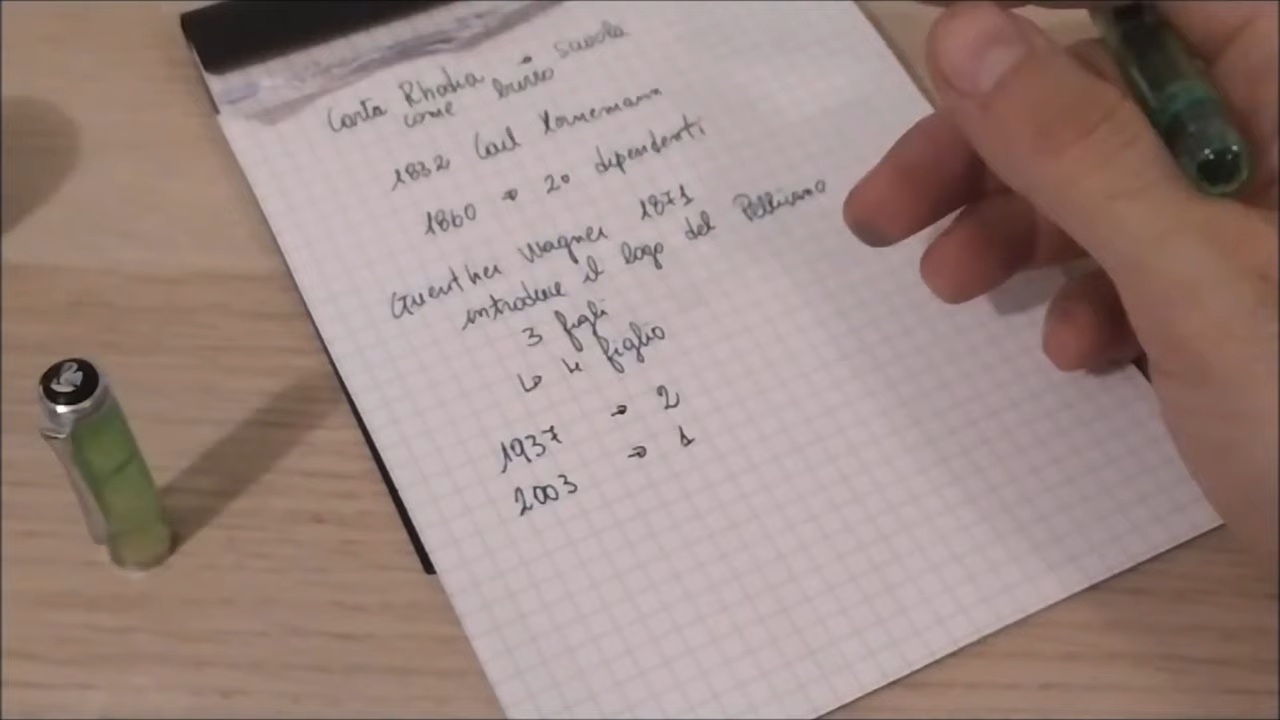 Carta Rhodia → scuola
come burro
1832 Carl Hornemann
1860 → 20 dipendenti
Guenther Wagner 1871
introduce il logo del Pellicano
3 figli
↳ 4 figlio
1937 → 2
2003 → 1